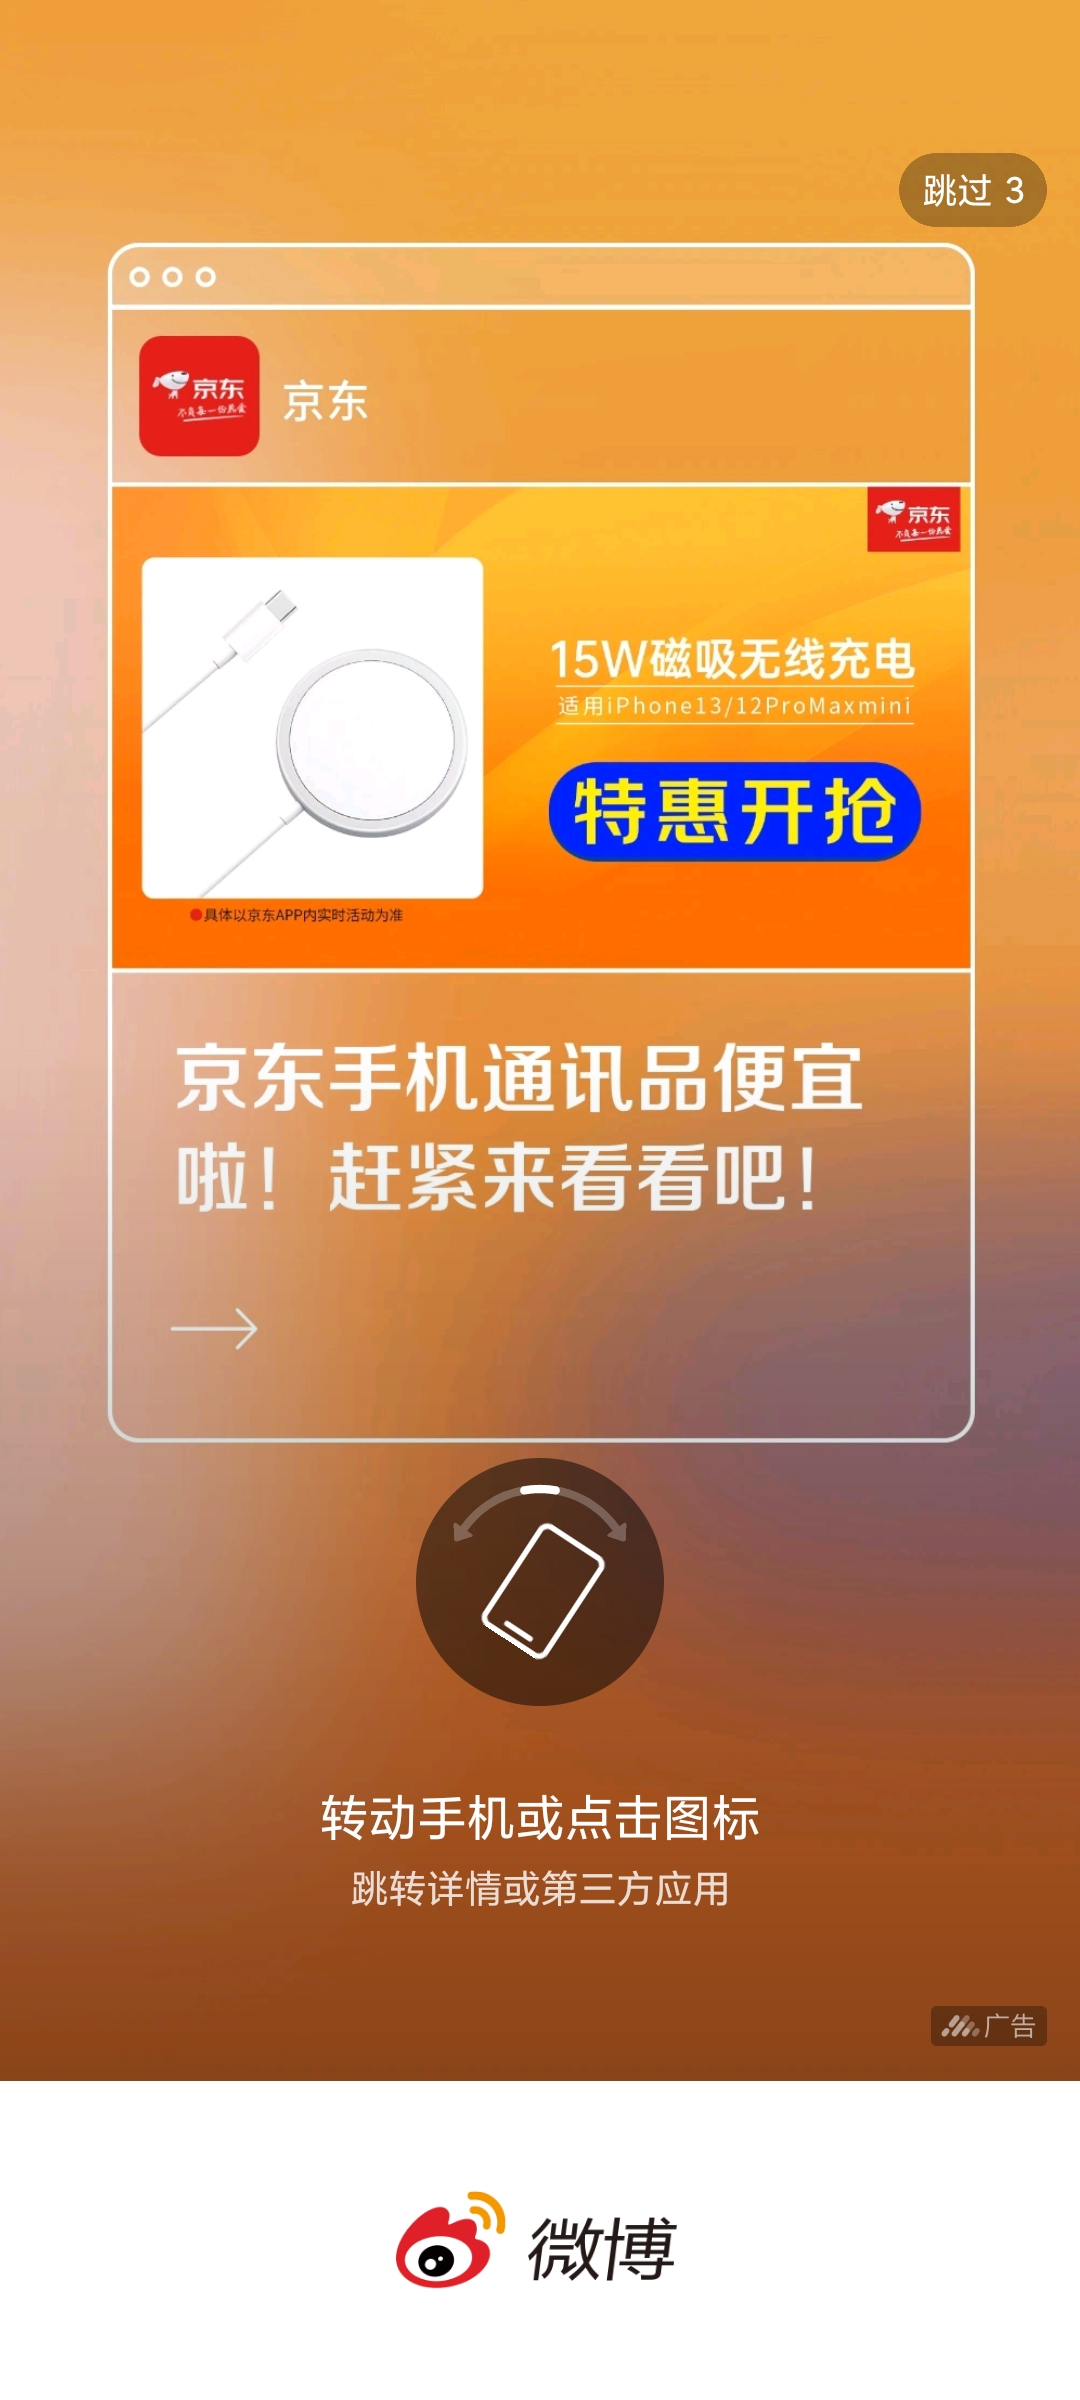 跳过 3
京东
不负每一份热爱
京东
京东
不负每一份热爱
15W磁吸无线充电
适用iPhone13/12ProMaxmini
特惠开抢
具体以京东APP内实时活动为准
京东手机通讯品便宜
啦！赶紧来看看吧！
转动手机或点击图标
跳转详情或第三方应用
广告
微博